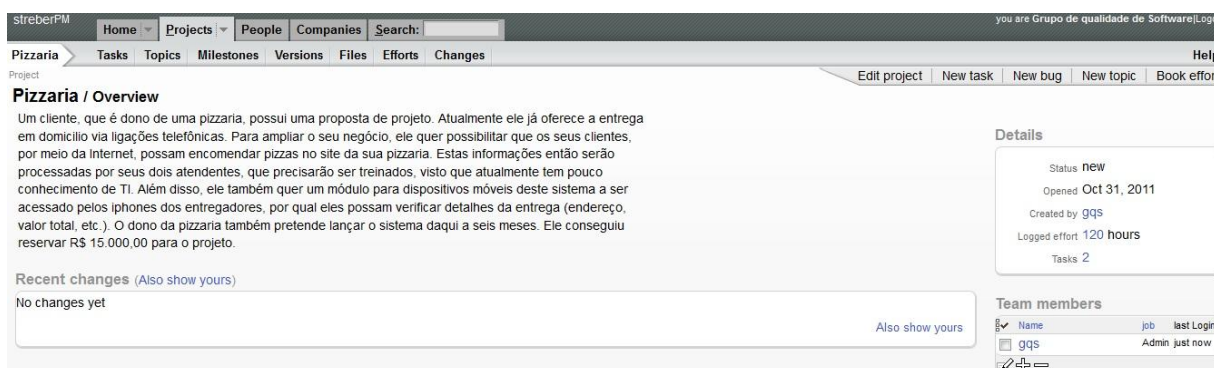 streberPM
you are Grupo de qualidade de Software|Logo
Home Projects People Companies Search:
Pizzaria Tasks Topics Milestones Versions Files Efforts Changes
Help
Project
Edit project New task New bug New topic Book effor
Pizzaria / Overview
Um cliente, que é dono de uma pizzaria, possui uma proposta de projeto. Atualmente ele já oferece a entrega
em domicilio via ligações telefônicas. Para ampliar o seu negócio, ele quer possibilitar que os seus clientes,
por meio da Internet, possam encomendar pizzas no site da sua pizzaria. Estas informações então serão
processadas por seus dois atendentes, que precisarão ser treinados, visto que atualmente tem pouco
conhecimento de TI. Além disso, ele também quer um módulo para dispositivos móveis deste sistema a ser
acessado pelos iphones dos entregadores, por qual eles possam verificar detalhes da entrega (endereço,
valor total, etc.). O dono da pizzaria também pretende lançar o sistema daqui a seis meses. Ele conseguiu
reservar R$ 15.000,00 para o projeto.
Recent changes (Also show yours)
No changes yet
Also show yours
Details
Status new
Opened Oct 31, 2011
Created by gqs
Logged effort 120 hours
Tasks 2
Team members
Name job last Login
gqs Admin just now